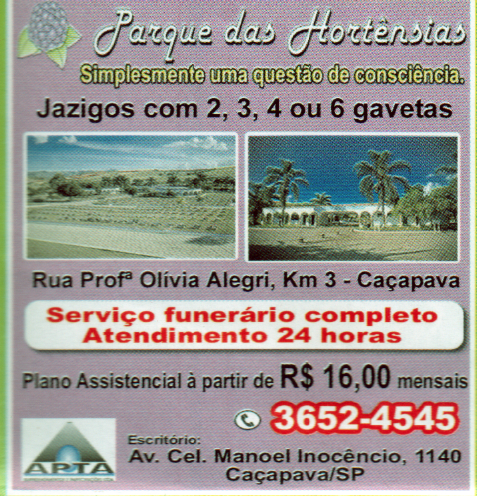 Parque das Hortênsias
Simplesmente uma questão de consciência.
Jazigos com 2, 3, 4 ou 6 gavetas
Rua Profª Olívia Alegri, Km 3 - Caçapava
Serviço funerário completo
Atendimento 24 horas
Plano Assistencial à partir de R$ 16,00 mensais
3652-4545
APTA
Escritório:
Av. Cel. Manoel Inocêncio, 1140
Caçapava/SP